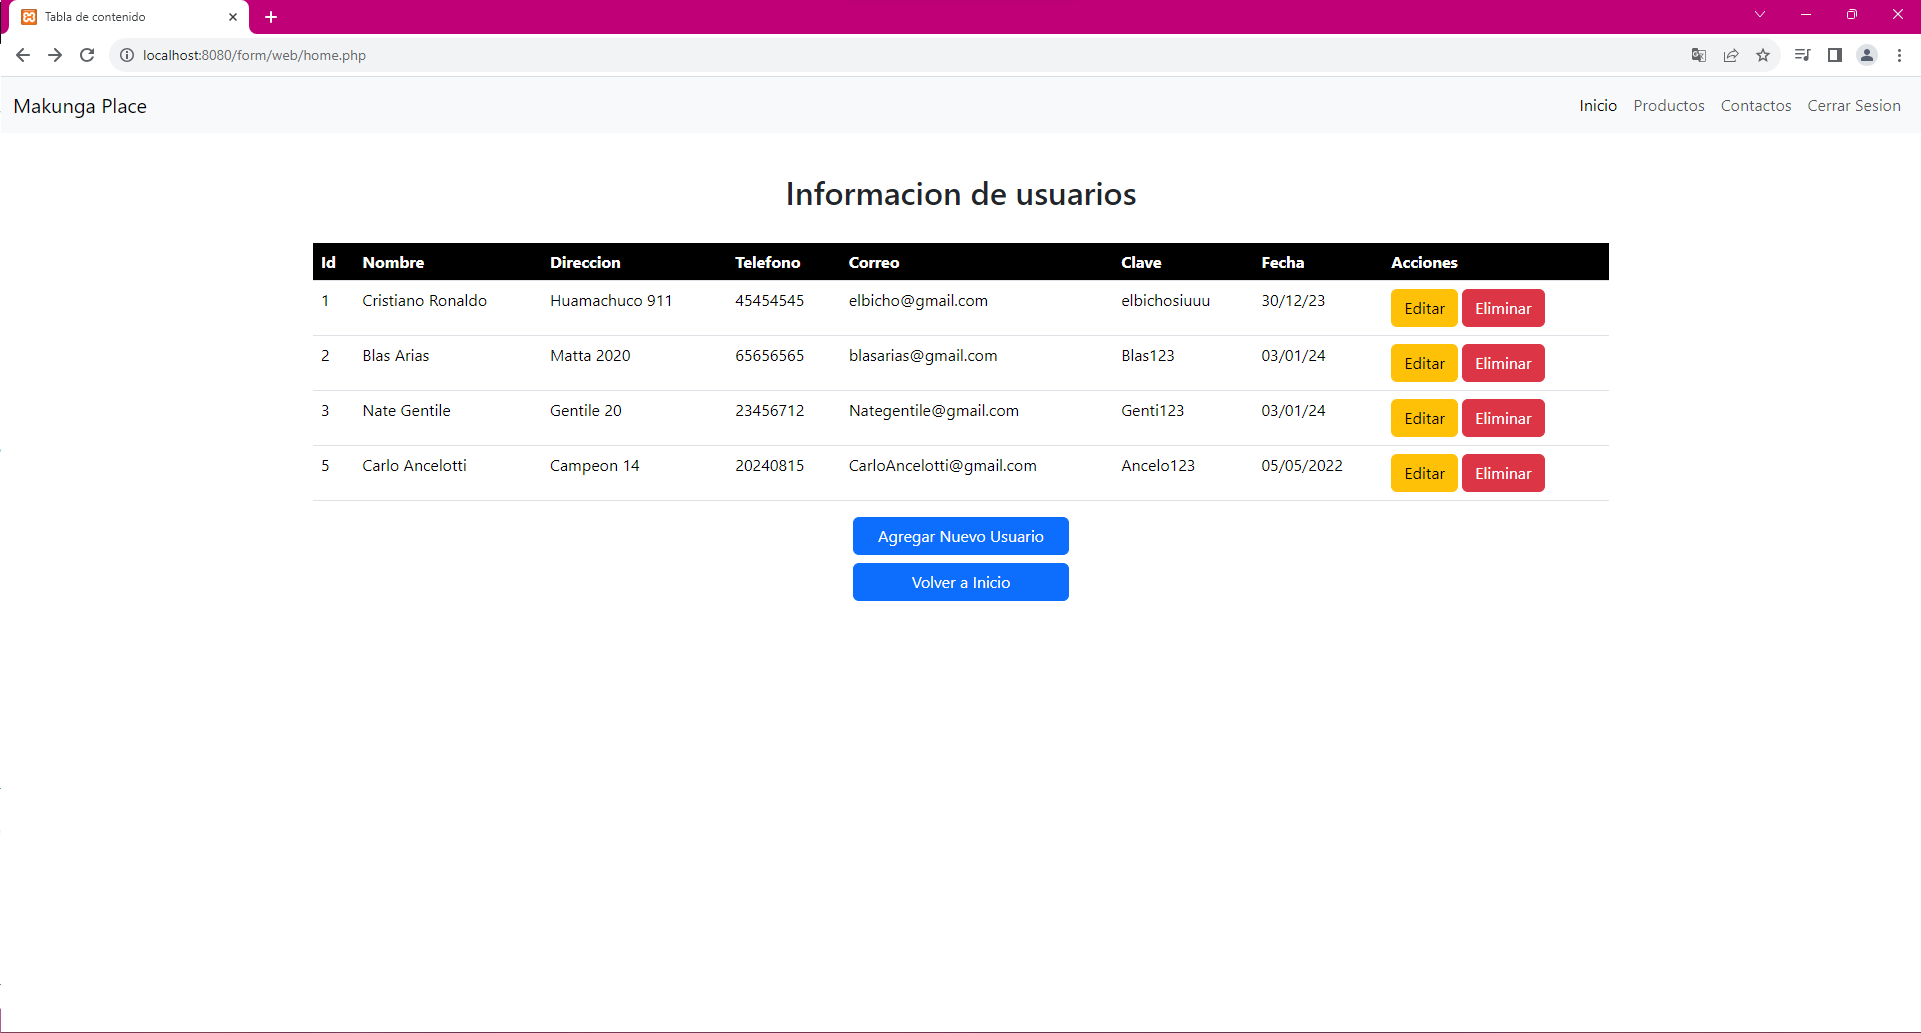 Tabla de contenido
localhost:8080/form/web/home.php
Makunga Place Inicio Productos Contactos Cerrar Sesion
Informacion de usuarios
Id Nombre Direccion Telefono Correo Clave Fecha Acciones
1 Cristiano Ronaldo Huamachuco 911 45454545 elbicho@gmail.com elbichosiuuu 30/12/23 Editar Eliminar
2 Blas Arias Matta 2020 65656565 blasarias@gmail.com Blas123 03/01/24 Editar Eliminar
3 Nate Gentile Gentile 20 23456712 Nategentile@gmail.com Genti123 03/01/24 Editar Eliminar
5 Carlo Ancelotti Campeon 14 20240815 CarloAncelotti@gmail.com Ancelo123 05/05/2022 Editar Eliminar
Agregar Nuevo Usuario
Volver a Inicio